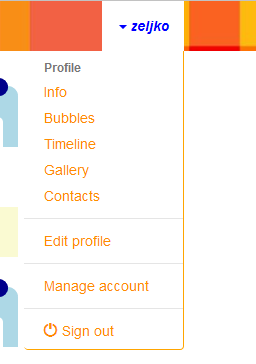 zeljko
Profile
Info
Bubbles
Timeline
Gallery
Contacts
Edit profile
Manage account
Sign out